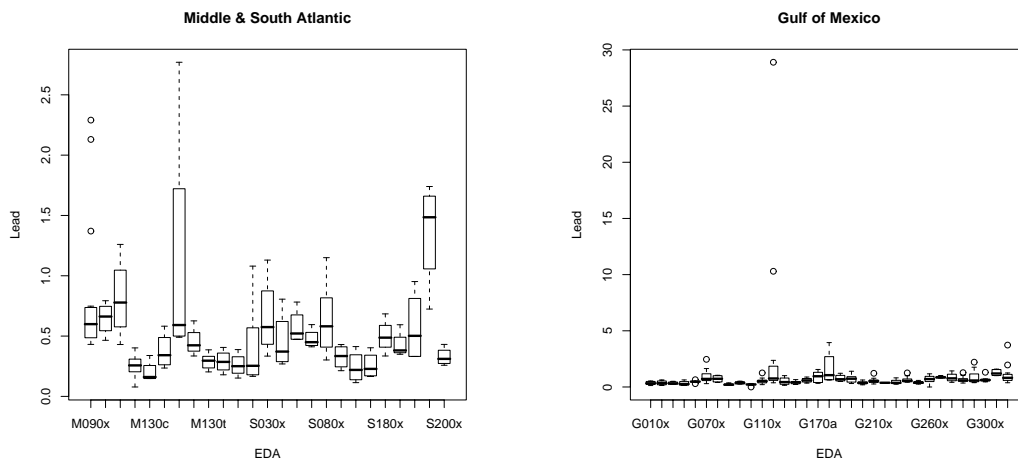 Middle & South Atlantic
Lead
2.5
2.0
1.5
1.0
0.5
0.0
M090x M130c M130t S030x S080x S180x S200x
EDA
Gulf of Mexico
Lead
30
25
20
15
10
5
0
G010x G070x G110x G170a G210x G260x G300x
EDA